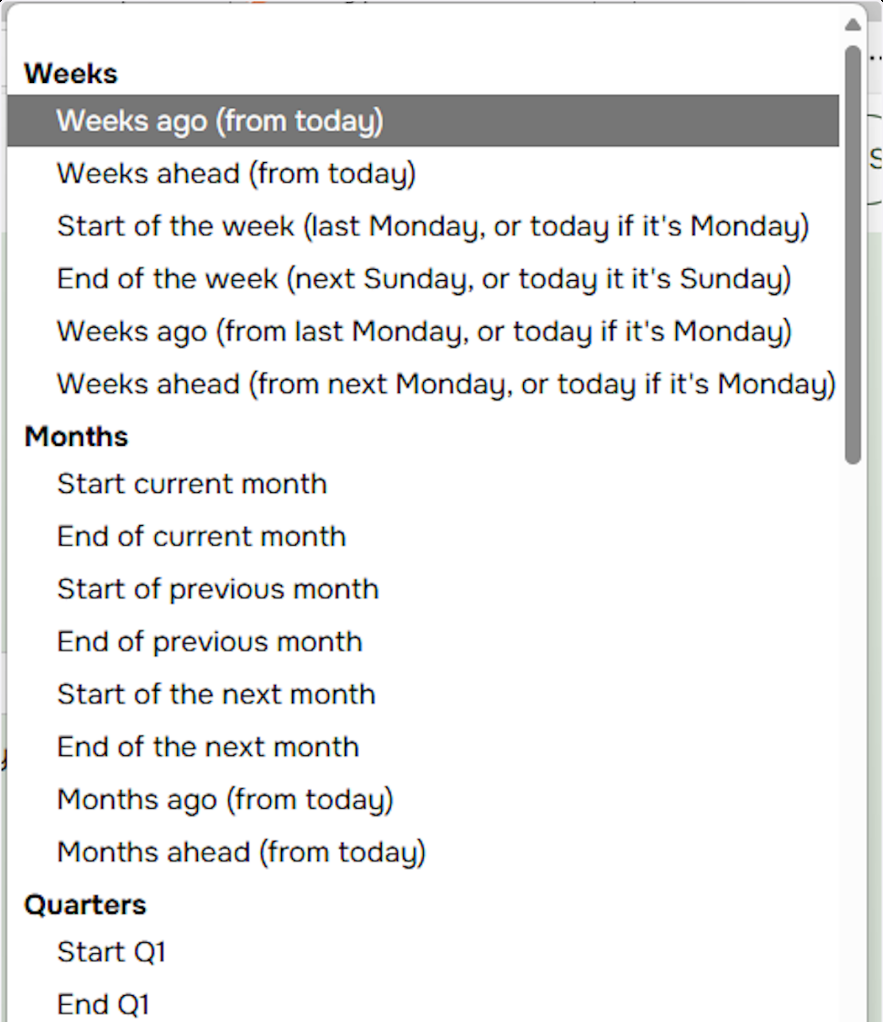 Weeks
Weeks ago (from today)
Weeks ahead (from today)
Start of the week (last Monday, or today if it's Monday)
End of the week (next Sunday, or today it it's Sunday)
Weeks ago (from last Monday, or today if it's Monday)
Weeks ahead (from next Monday, or today if it's Monday)
Months
Start current month
End of current month
Start of previous month
End of previous month
Start of the next month
End of the next month
Months ago (from today)
Months ahead (from today)
Quarters
Start Q1
End Q1